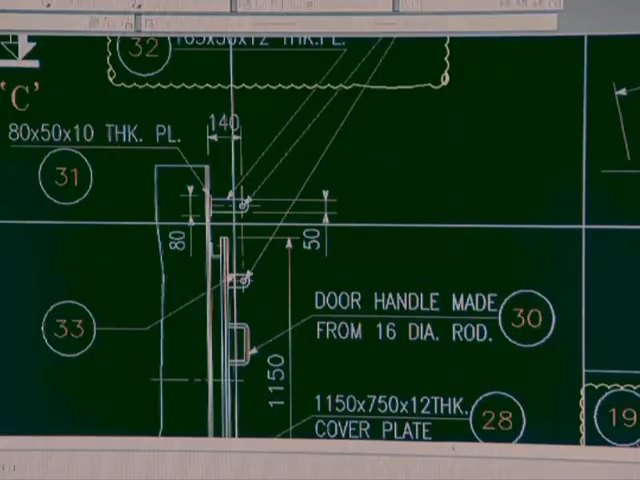 32
'C'
140
80x50x10 THK. PL.
31
80
50
33
DOOR HANDLE MADE
FROM 16 DIA. ROD.
30
1150
1150x750x12THK.
COVER PLATE
28
19